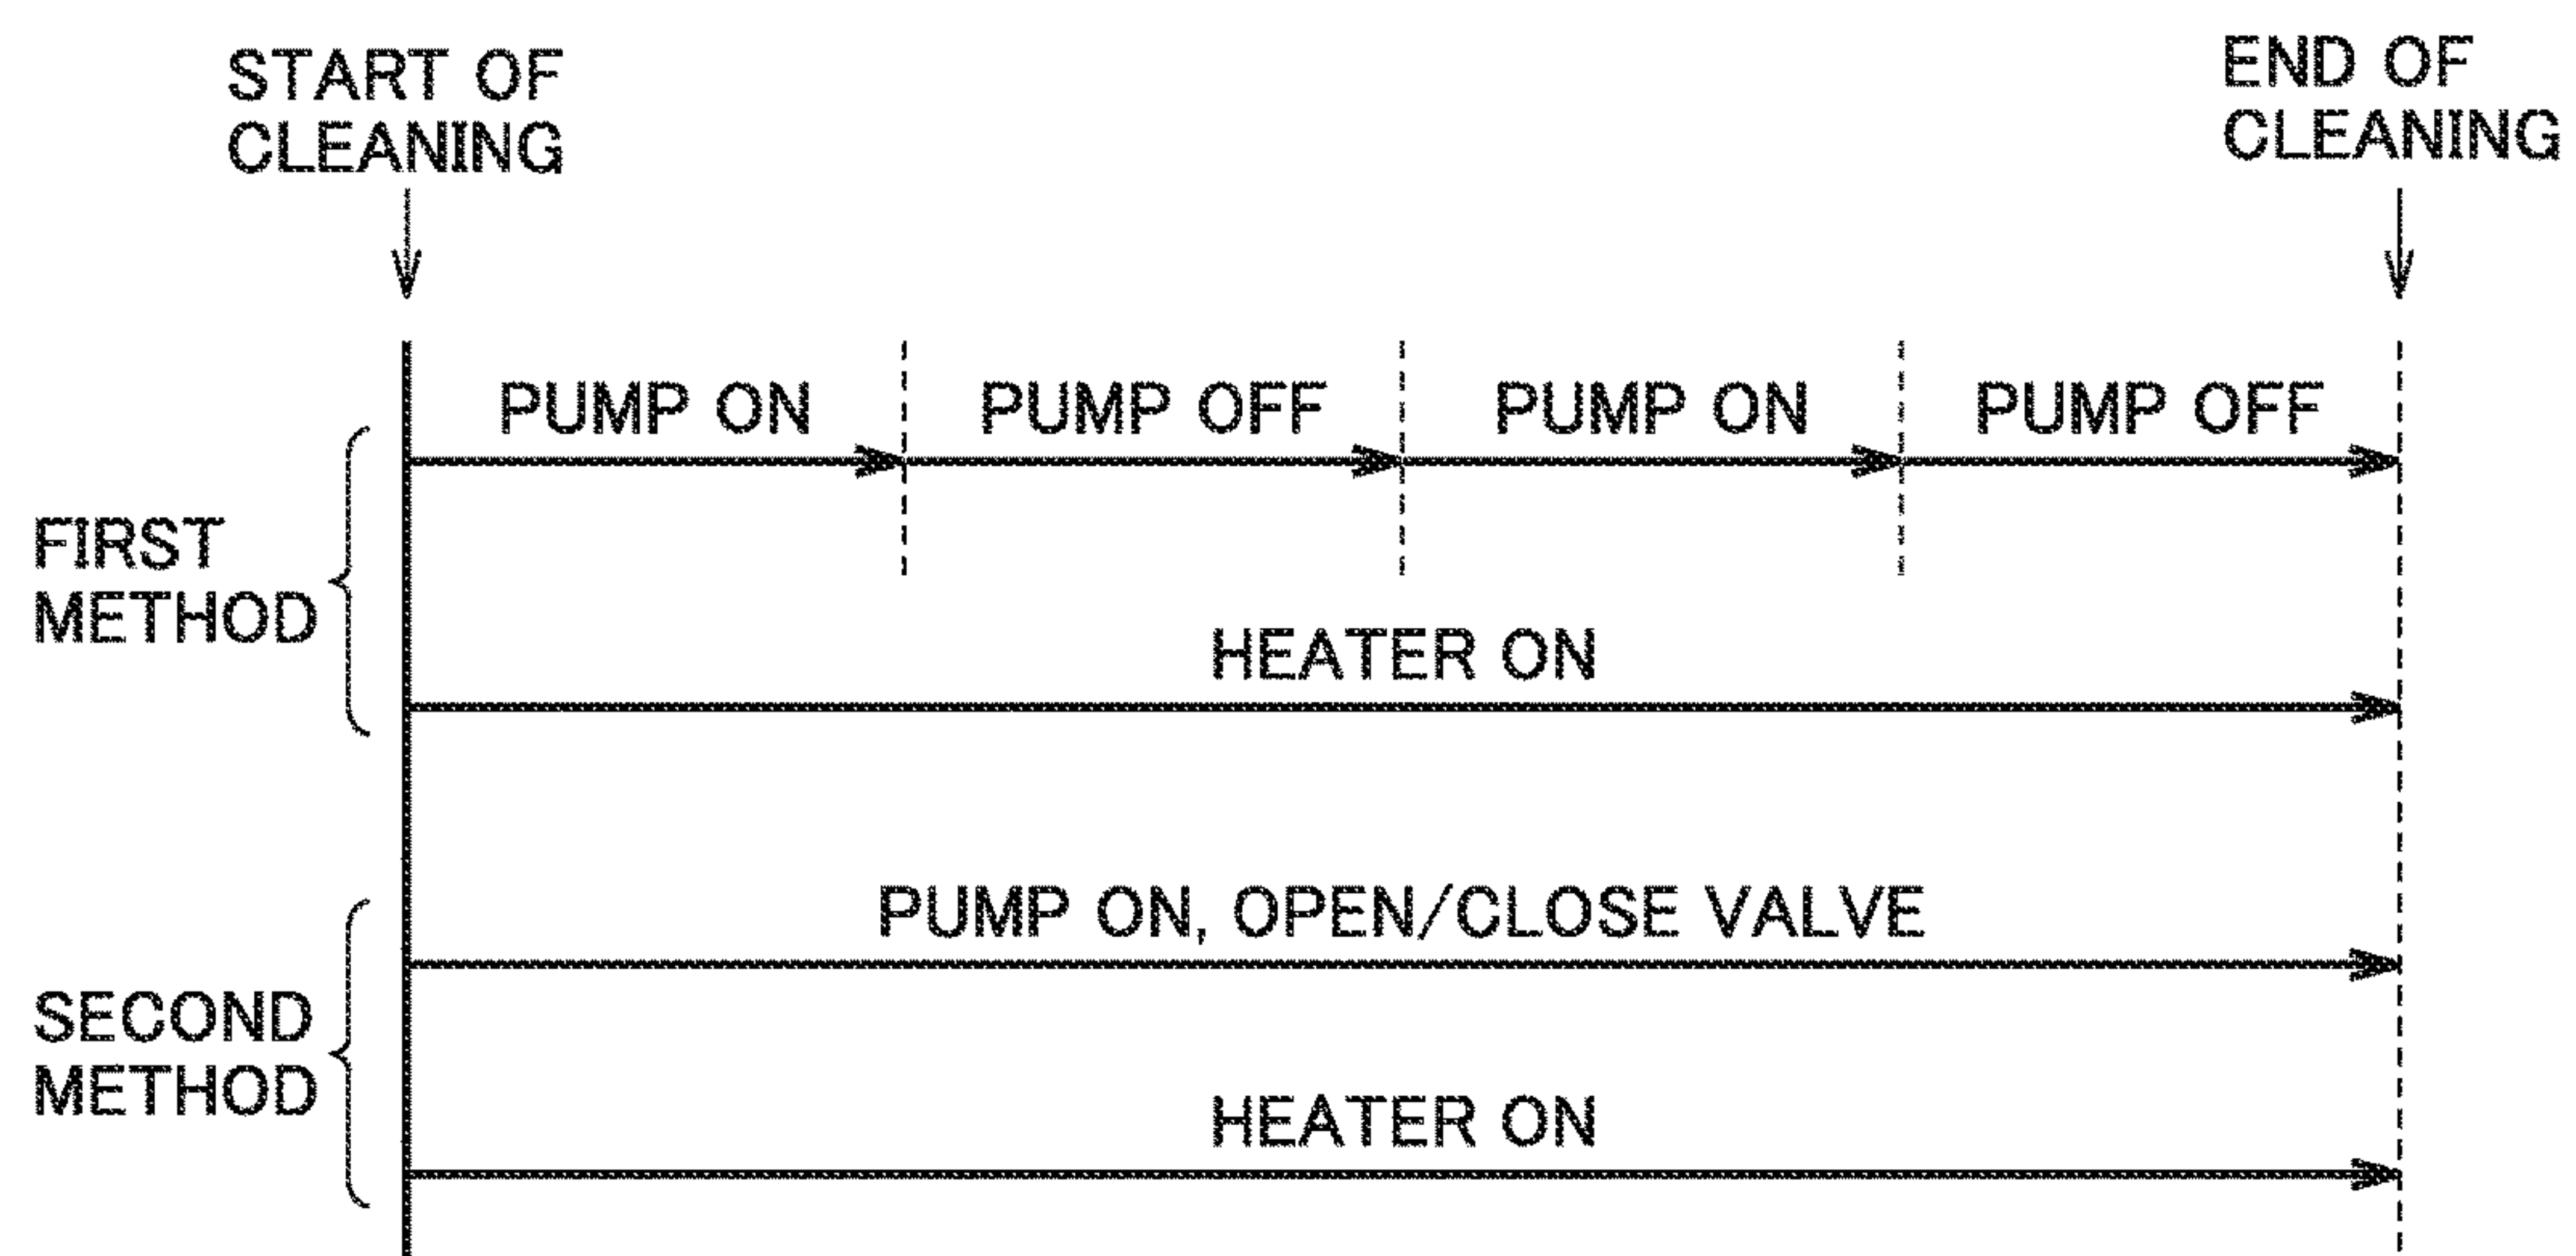 START OF
CLEANING
END OF
CLEANING
PUMP ON
PUMP OFF
PUMP ON
PUMP OFF
FIRST
METHOD
HEATER ON
PUMP ON, OPEN/CLOSE VALVE
SECOND
METHOD
HEATER ON